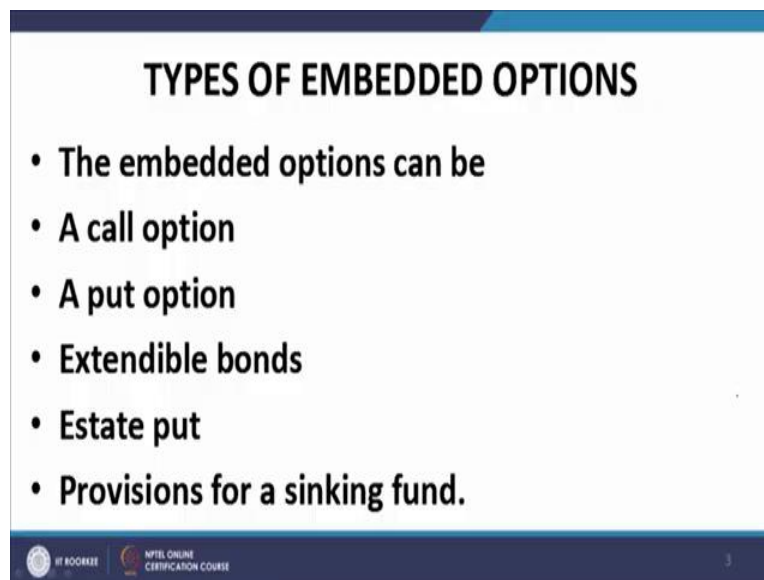 TYPES OF EMBEDDED OPTIONS
• The embedded options can be
• A call option
• A put option
• Extendible bonds
• Estate put
• Provisions for a sinking fund.
IIT ROORKEE
NPTEL ONLINE
CERTIFICATION COURSE
3